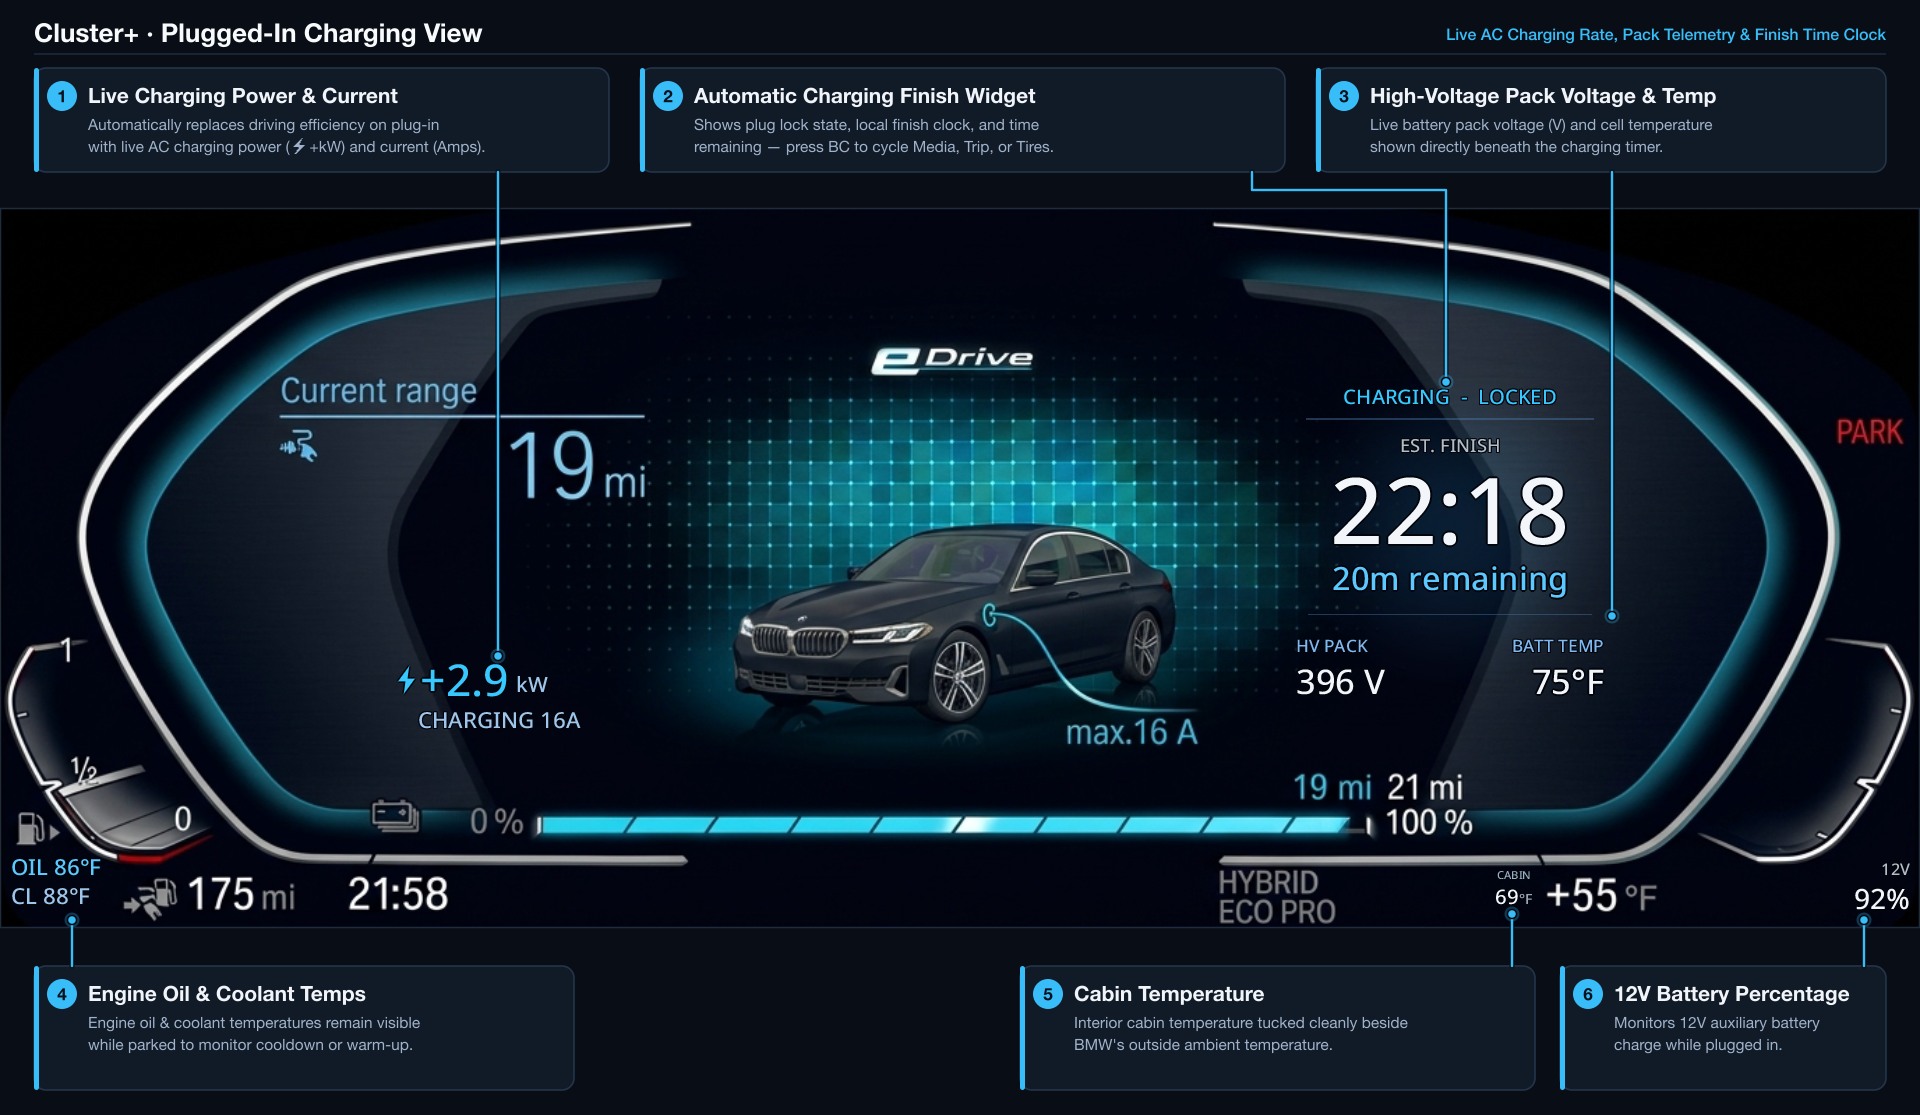 Cluster+ · Plugged-In Charging View
Live AC Charging Rate, Pack Telemetry & Finish Time Clock
1 Live Charging Power & Current
Automatically replaces driving efficiency on plug-in
with live AC charging power (⚡+kW) and current (Amps).
2 Automatic Charging Finish Widget
Shows plug lock state, local finish clock, and time
remaining — press BC to cycle Media, Trip, or Tires.
3 High-Voltage Pack Voltage & Temp
Live battery pack voltage (V) and cell temperature
shown directly beneath the charging timer.
eDrive
Current range
19 mi
CHARGING - LOCKED
EST. FINISH
22:18
20m remaining
PARK
HV PACK
396 V
BATT TEMP
75°F
⚡+2.9 kW
CHARGING 16A
max.16 A
1
1/2
0
19 mi 21 mi
0 % 100 %
OIL 86°F
CL 88°F
175 mi
21:58
HYBRID
ECO PRO
CABIN
69°F
+55 °F
12V
92%
4 Engine Oil & Coolant Temps
Engine oil & coolant temperatures remain visible
while parked to monitor cooldown or warm-up.
5 Cabin Temperature
Interior cabin temperature tucked cleanly beside
BMW's outside ambient temperature.
6 12V Battery Percentage
Monitors 12V auxiliary battery
charge while plugged in.